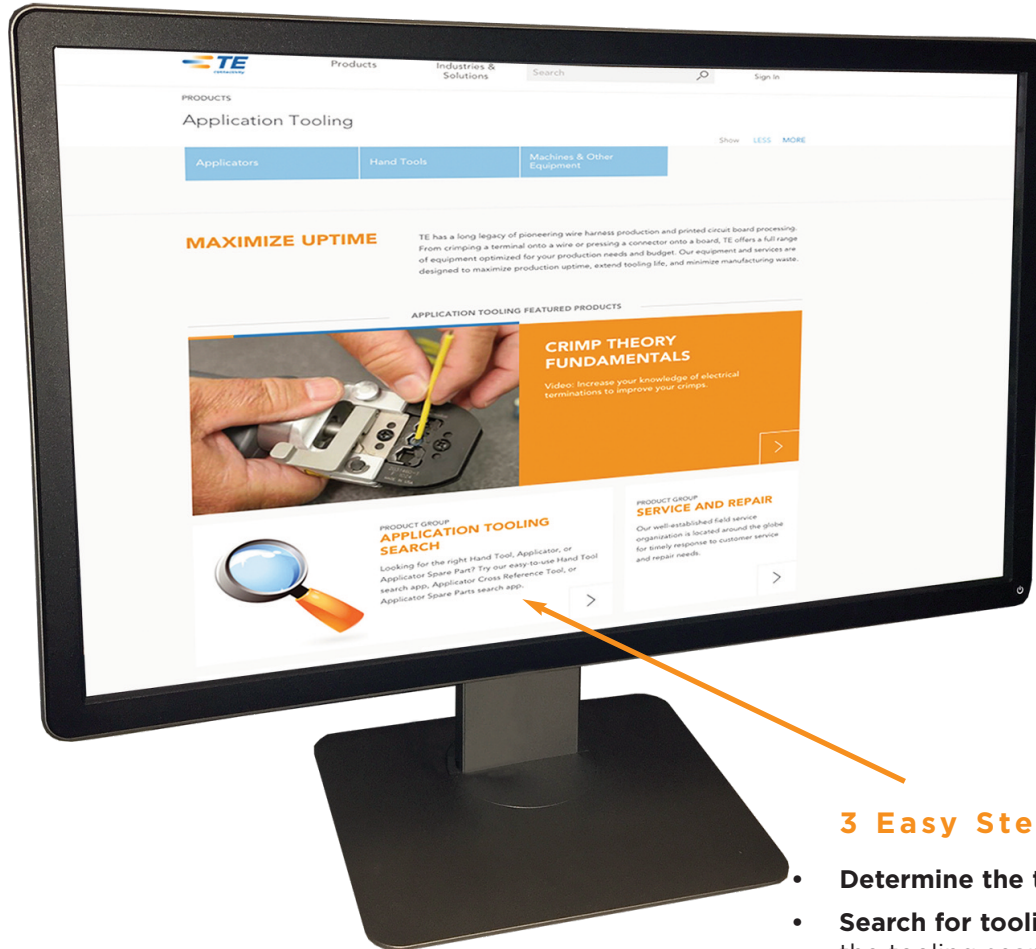 TE
connectivity
Products
Industries &
Solutions
Search
Sign In
PRODUCTS
Application Tooling
Show LESS MORE
Applicators
Hand Tools
Machines & Other
Equipment
MAXIMIZE UPTIME
TE has a long legacy of pioneering wire harness production and printed circuit board processing.
From crimping a terminal onto a wire or pressing a connector onto a board, TE offers a full range
of equipment optimized for your production needs and budget. Our equipment and services are
designed to maximize production uptime, extend tooling life, and minimize manufacturing waste.
APPLICATION TOOLING FEATURED PRODUCTS
CRIMP THEORY
FUNDAMENTALS
Video: Increase your knowledge of electrical
terminations to improve your crimps.
PRODUCT GROUP
APPLICATION TOOLING
SEARCH
Looking for the right Hand Tool, Applicator, or
Applicator Spare Part? Try our easy-to-use Hand Tool
search app, Applicator Cross Reference Tool, or
Applicator Spare Parts search app.
PRODUCT GROUP
SERVICE AND REPAIR
Our well-established field service
organization is located around the globe
for timely response to customer service
and repair needs.
3 Easy Ste
• Determine the
• Search for tooli